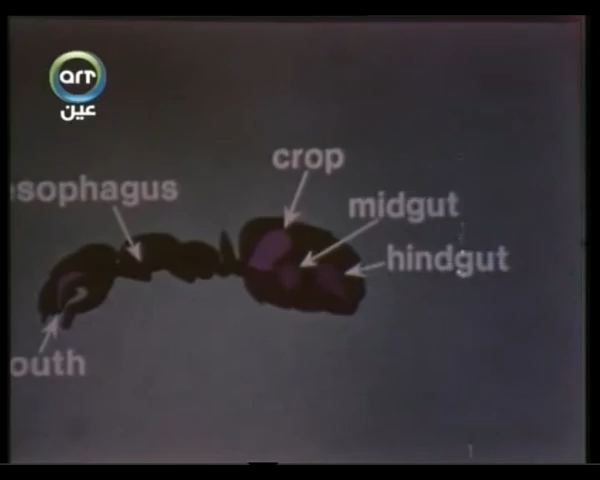 art
عين
crop
esophagus
midgut
hindgut
outh